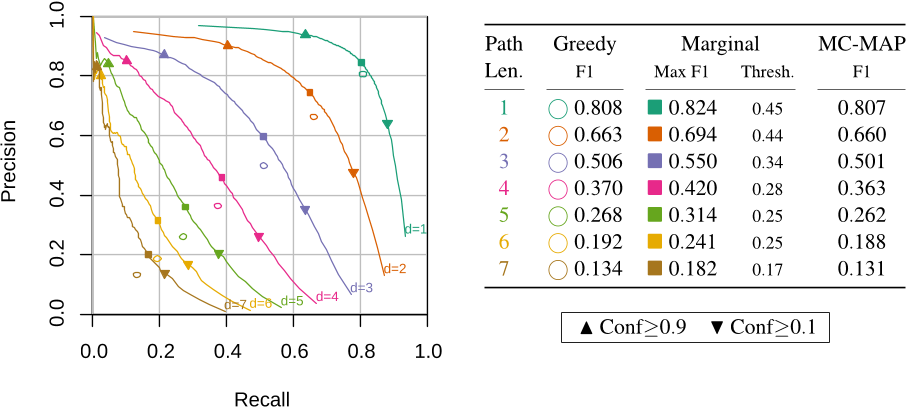 Precision
1.0
0.8
0.6
0.4
0.2
0.0
d=1
d=2
d=3
d=4
d=5
d=6
d=7
0.0 0.2 0.4 0.6 0.8 1.0
Recall
Path Greedy Marginal MC-MAP
Len. F1 Max F1 Thresh. F1
1 0.808 0.824 0.45 0.807
2 0.663 0.694 0.44 0.660
3 0.506 0.550 0.34 0.501
4 0.370 0.420 0.28 0.363
5 0.268 0.314 0.25 0.262
6 0.192 0.241 0.25 0.188
7 0.134 0.182 0.17 0.131
▲ Conf≥0.9 ▼ Conf≥0.1